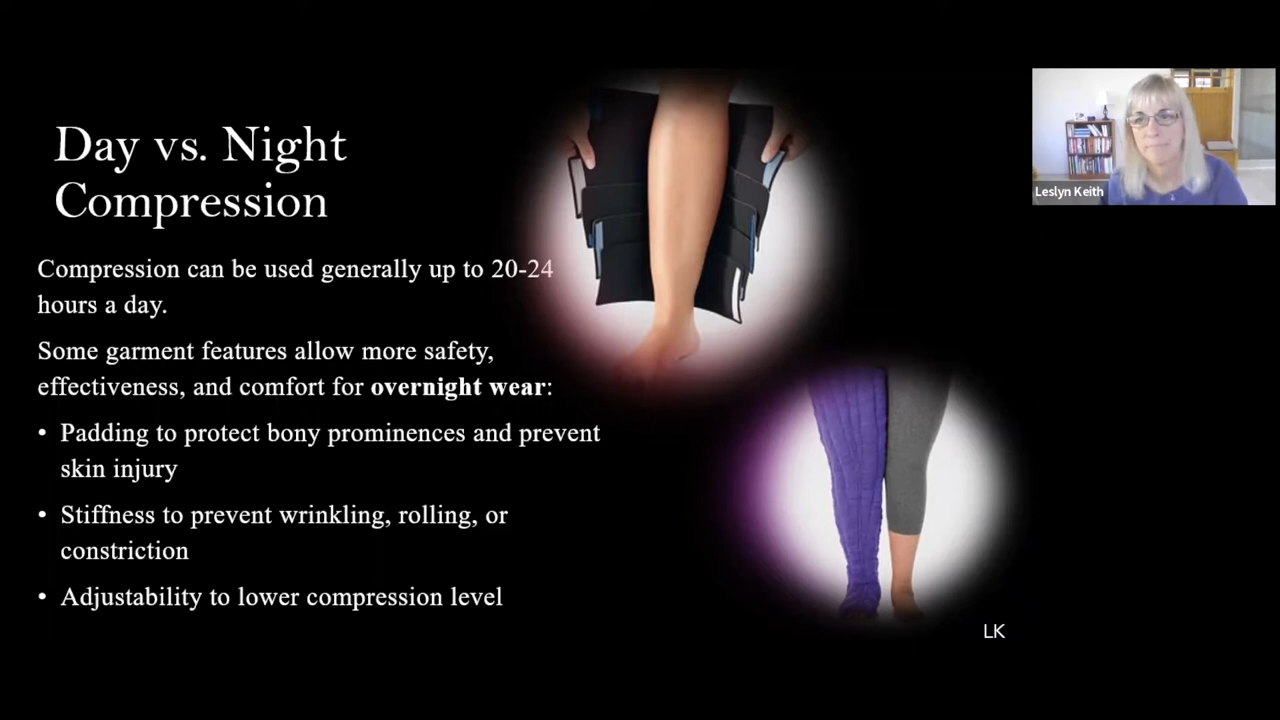 Day vs. Night
Compression
Compression can be used generally up to 20-24
hours a day.
Some garment features allow more safety,
effectiveness, and comfort for overnight wear:
• Padding to protect bony prominences and prevent
skin injury
• Stiffness to prevent wrinkling, rolling, or
constriction
• Adjustability to lower compression level
LK
Leslyn Keith